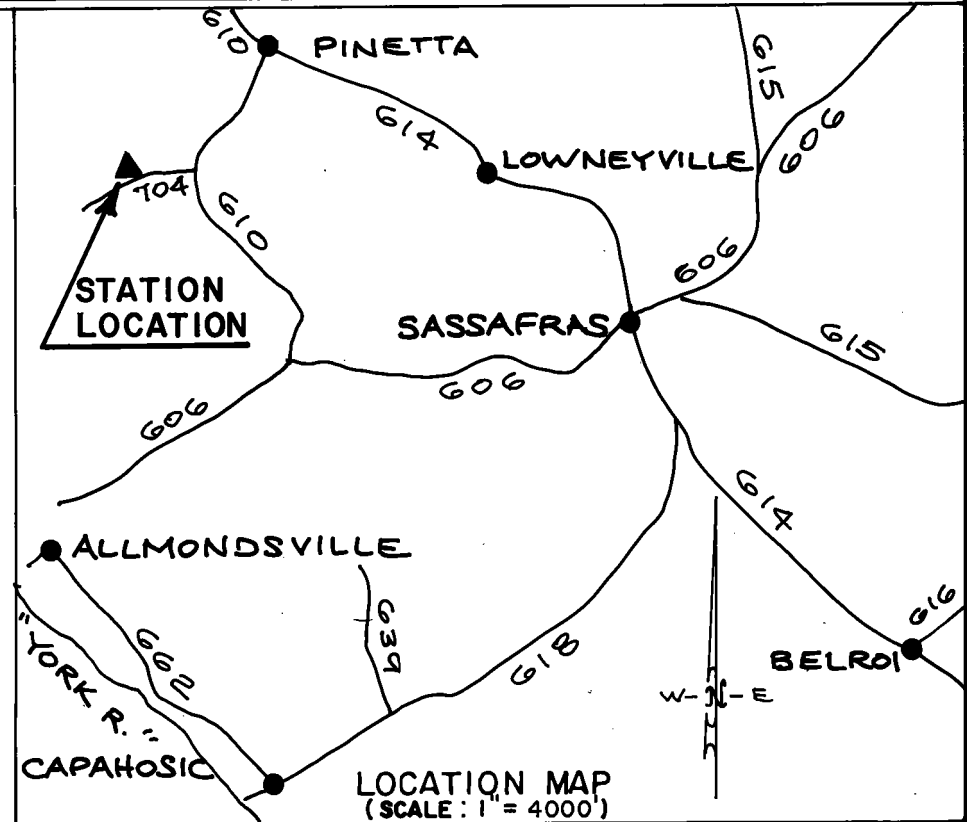 610
PINETTA
615
614
606
LOWNEYVILLE
704
610
606
STATION
LOCATION
SASSAFRAS
615
606
606
614
ALLMONDSVILLE
639
616
662
618
BELROI
"YORK R."
W-N-E
CAPAHOSIC
LOCATION MAP
(SCALE: 1" = 4000')